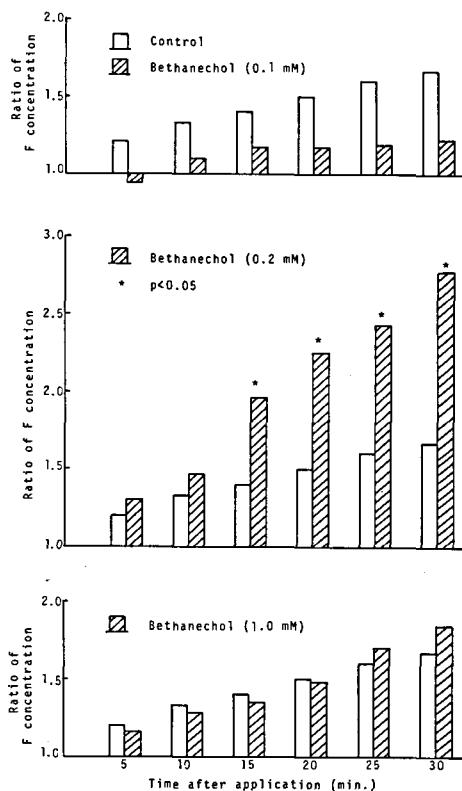 2.0
Control
Bethanechol (0.1 mM)
1.5
1.0
Ratio of
F concentration
3.0
Bethanechol (0.2 mM)
* p<0.05
2.5
2.0
1.5
1.0
Ratio of F concentration
* * * *
2.0
Bethanechol (1.0 mM)
1.5
1.0
Ratio of
F concentration
5 10 15 20 25 30
Time after application (min.)